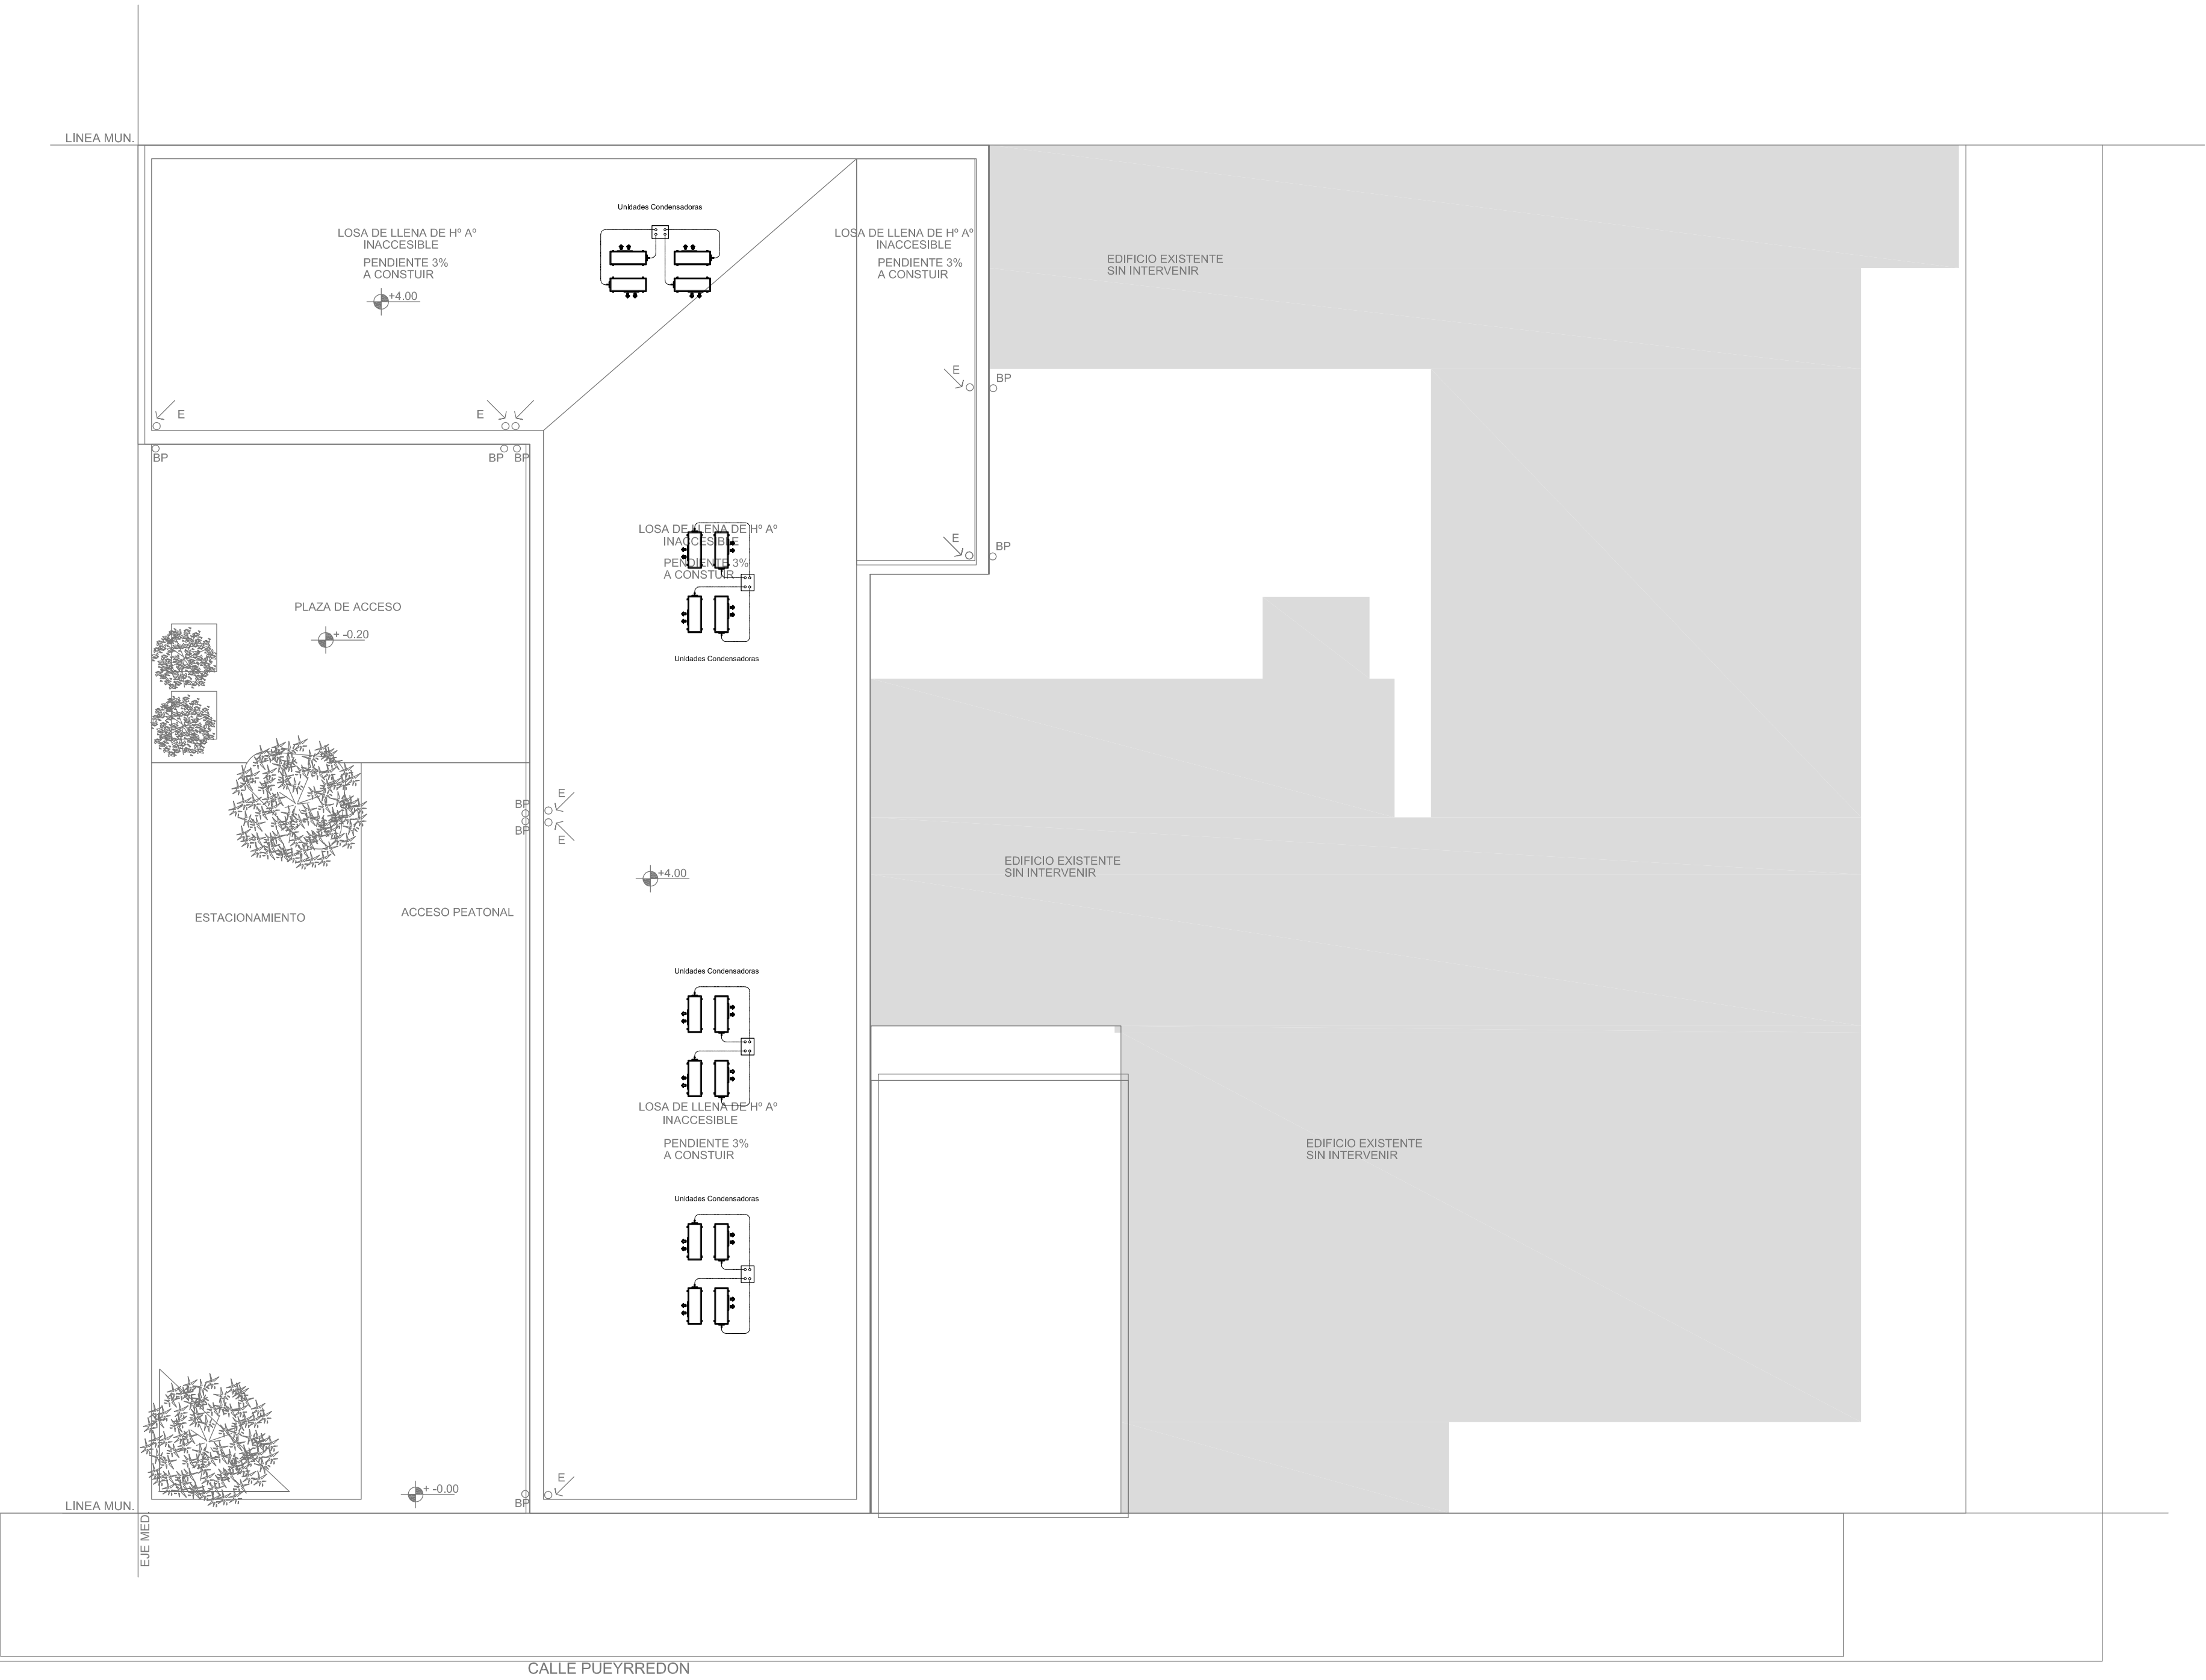 LINEA MUN.
Unidades Condensadoras
LOSA DE LLENA DE Hº Aº
INACCESIBLE
PENDIENTE 3%
A CONSTUIR
+4.00
LOSA DE LLENA DE Hº Aº
INACCESIBLE
PENDIENTE 3%
A CONSTUIR
EDIFICIO EXISTENTE
SIN INTERVENIR
E
BP
E
E
BP
BP
BP
LOSA DE LLENA DE Hº Aº
INACCESIBLE
PENDIENTE 3%
A CONSTUIR
E
BP
PLAZA DE ACCESO
+ -0.20
Unidades Condensadoras
E
BP
BP
E
EDIFICIO EXISTENTE
SIN INTERVENIR
+4.00
ESTACIONAMIENTO
ACCESO PEATONAL
Unidades Condensadoras
LOSA DE LLENA DE Hº Aº
INACCESIBLE
PENDIENTE 3%
A CONSTUIR
EDIFICIO EXISTENTE
SIN INTERVENIR
Unidades Condensadoras
E
+ -0.00
BP
LINEA MUN.
EJE MED.
CALLE PUEYRREDON